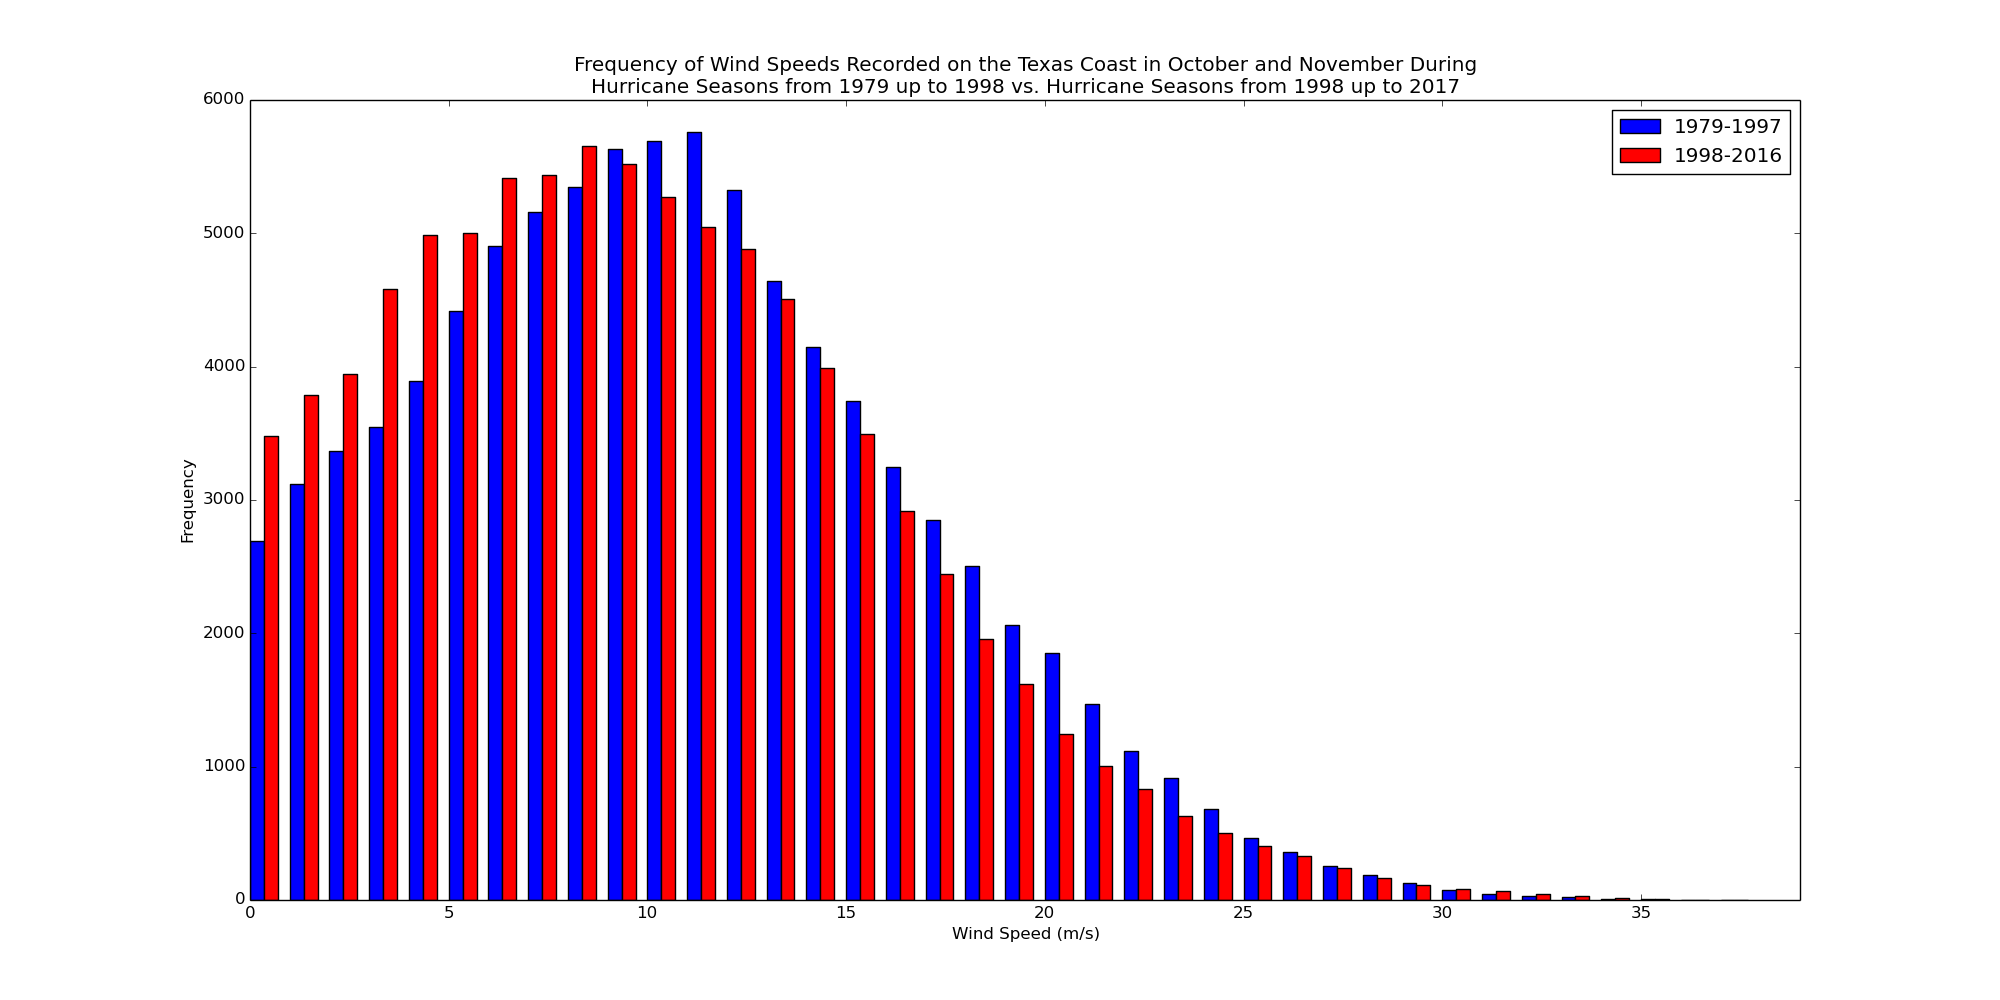 Frequency of Wind Speeds Recorded on the Texas Coast in October and November During
Hurricane Seasons from 1979 up to 1998 vs. Hurricane Seasons from 1998 up to 2017
6000
5000
4000
3000
2000
1000
0
Frequency
1979-1997
1998-2016
0 5 10 15 20 25 30 35
Wind Speed (m/s)